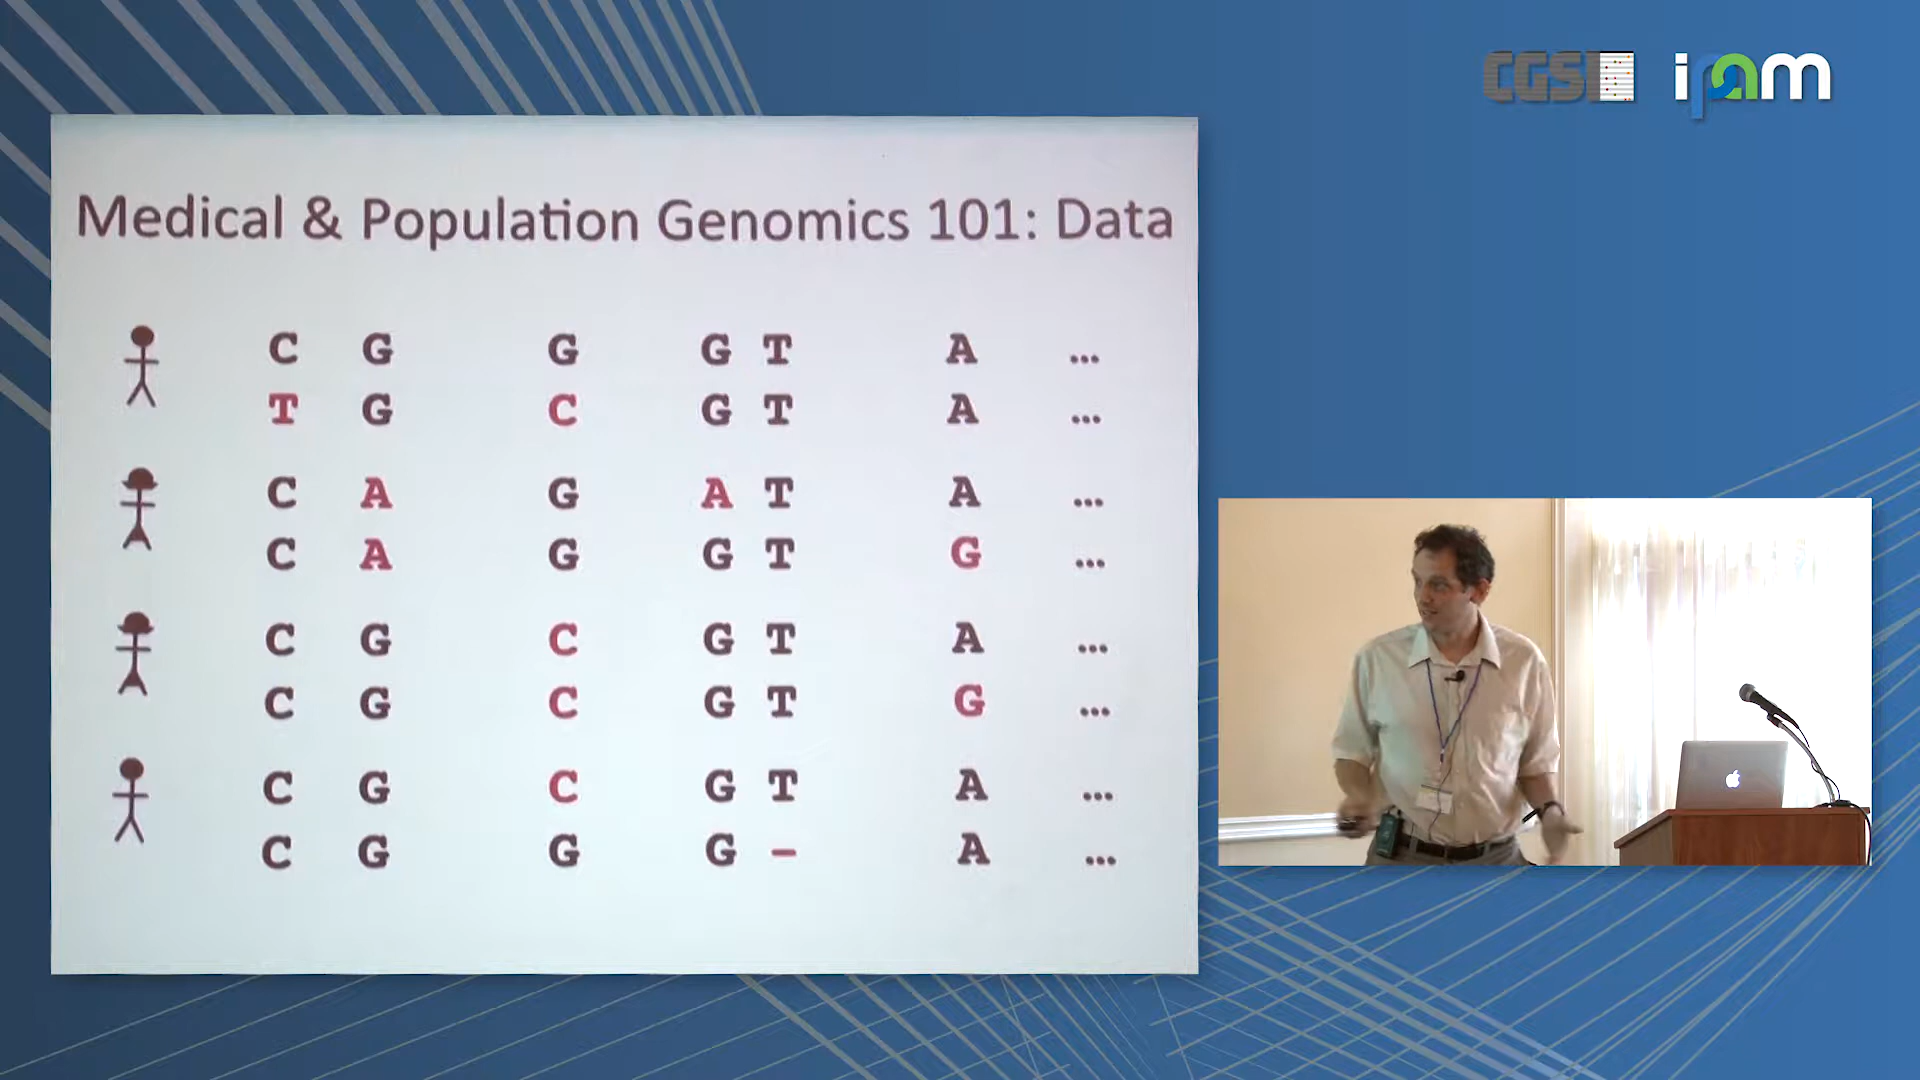 CGSI ipam
Medical & Population Genomics 101: Data
C G G G T A ...
T G C G T A ...
C A G A T A ...
C A G G T G ...
C G C G T A ...
C G C G T G ...
C G C G T A ...
C G G G - A ...